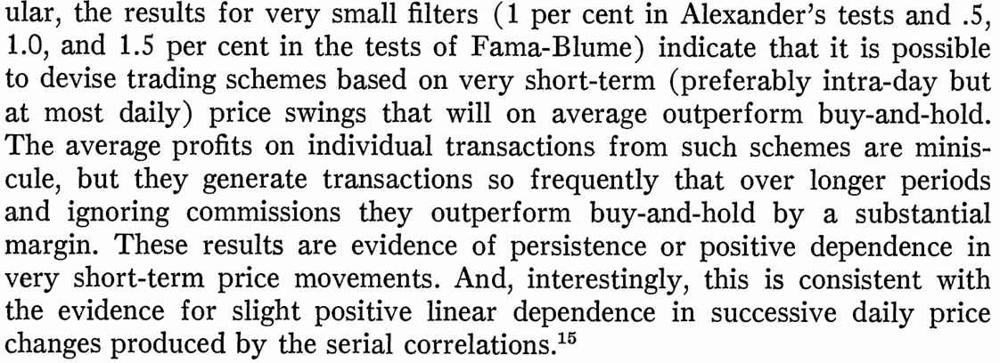 ular, the results for very small filters (1 per cent in Alexander's tests and .5,
1.0, and 1.5 per cent in the tests of Fama-Blume) indicate that it is possible
to devise trading schemes based on very short-term (preferably intra-day but
at most daily) price swings that will on average outperform buy-and-hold.
The average profits on individual transactions from such schemes are minis-
cule, but they generate transactions so frequently that over longer periods
and ignoring commissions they outperform buy-and-hold by a substantial
margin. These results are evidence of persistence or positive dependence in
very short-term price movements. And, interestingly, this is consistent with
the evidence for slight positive linear dependence in successive daily price
changes produced by the serial correlations.¹⁵